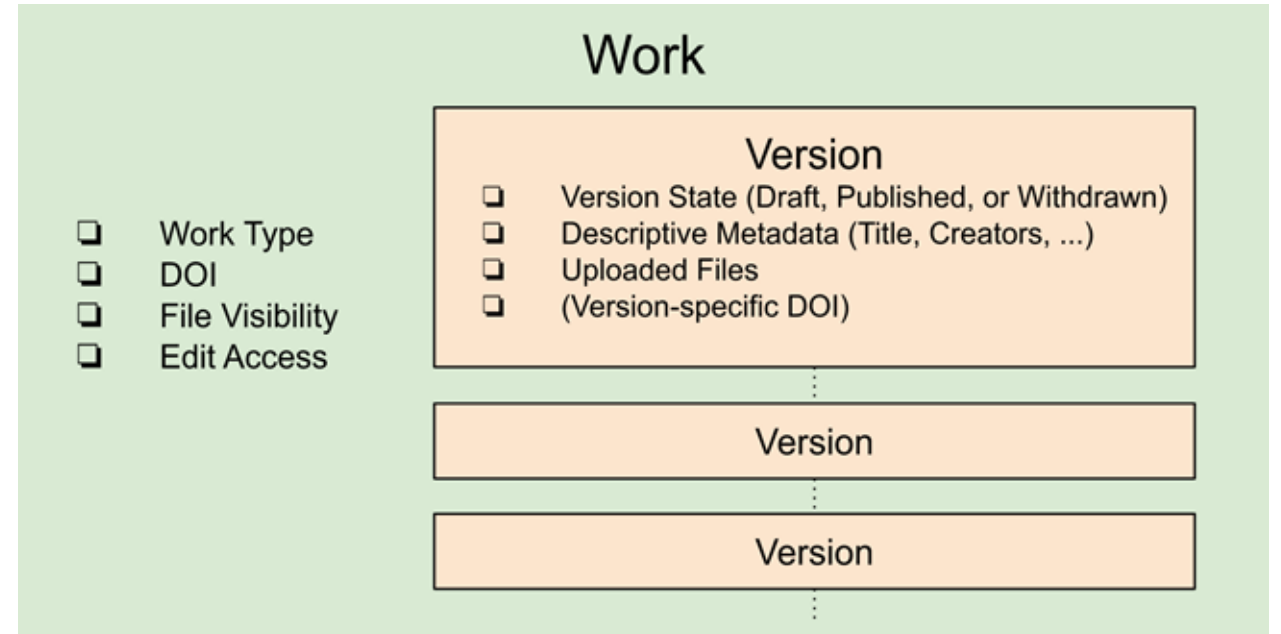 Work
Work Type
DOI
File Visibility
Edit Access
Version
Version State (Draft, Published, or Withdrawn)
Descriptive Metadata (Title, Creators, ...)
Uploaded Files
(Version-specific DOI)
Version
Version